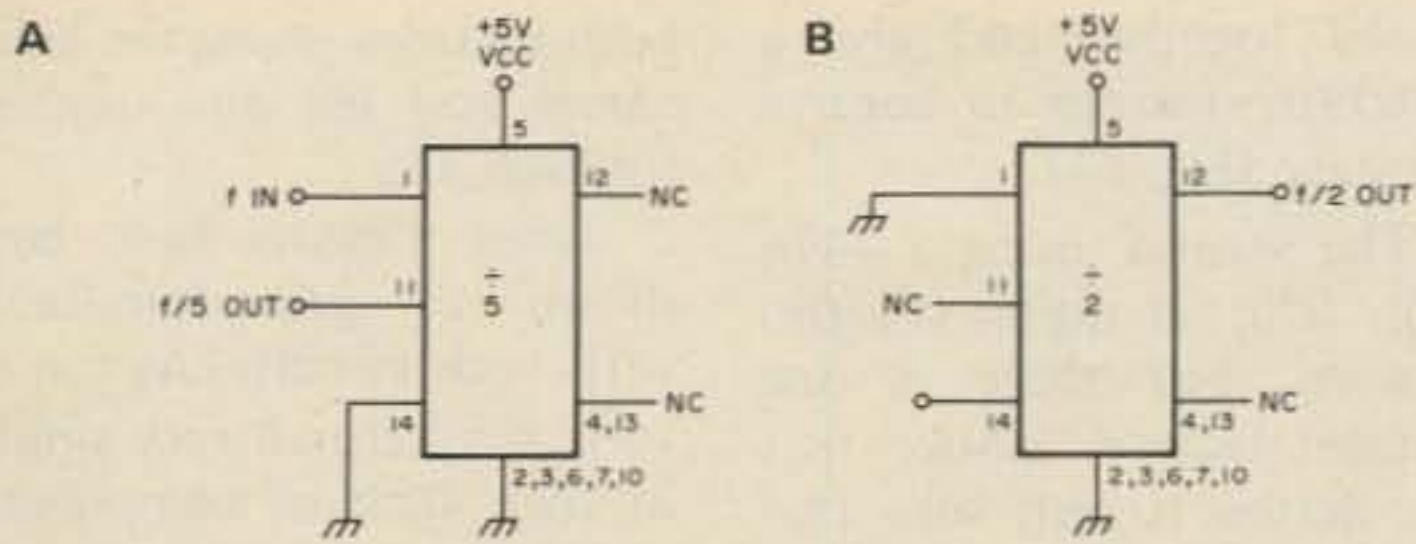 A
+5V
VCC
5
1
12
f IN
NC
11
f/5 OUT
÷
5
14
4,13
NC
2,3,6,7,10
B
+5V
VCC
5
1
12
f/2 OUT
11
NC
÷
2
14
4,13
NC
2,3,6,7,10